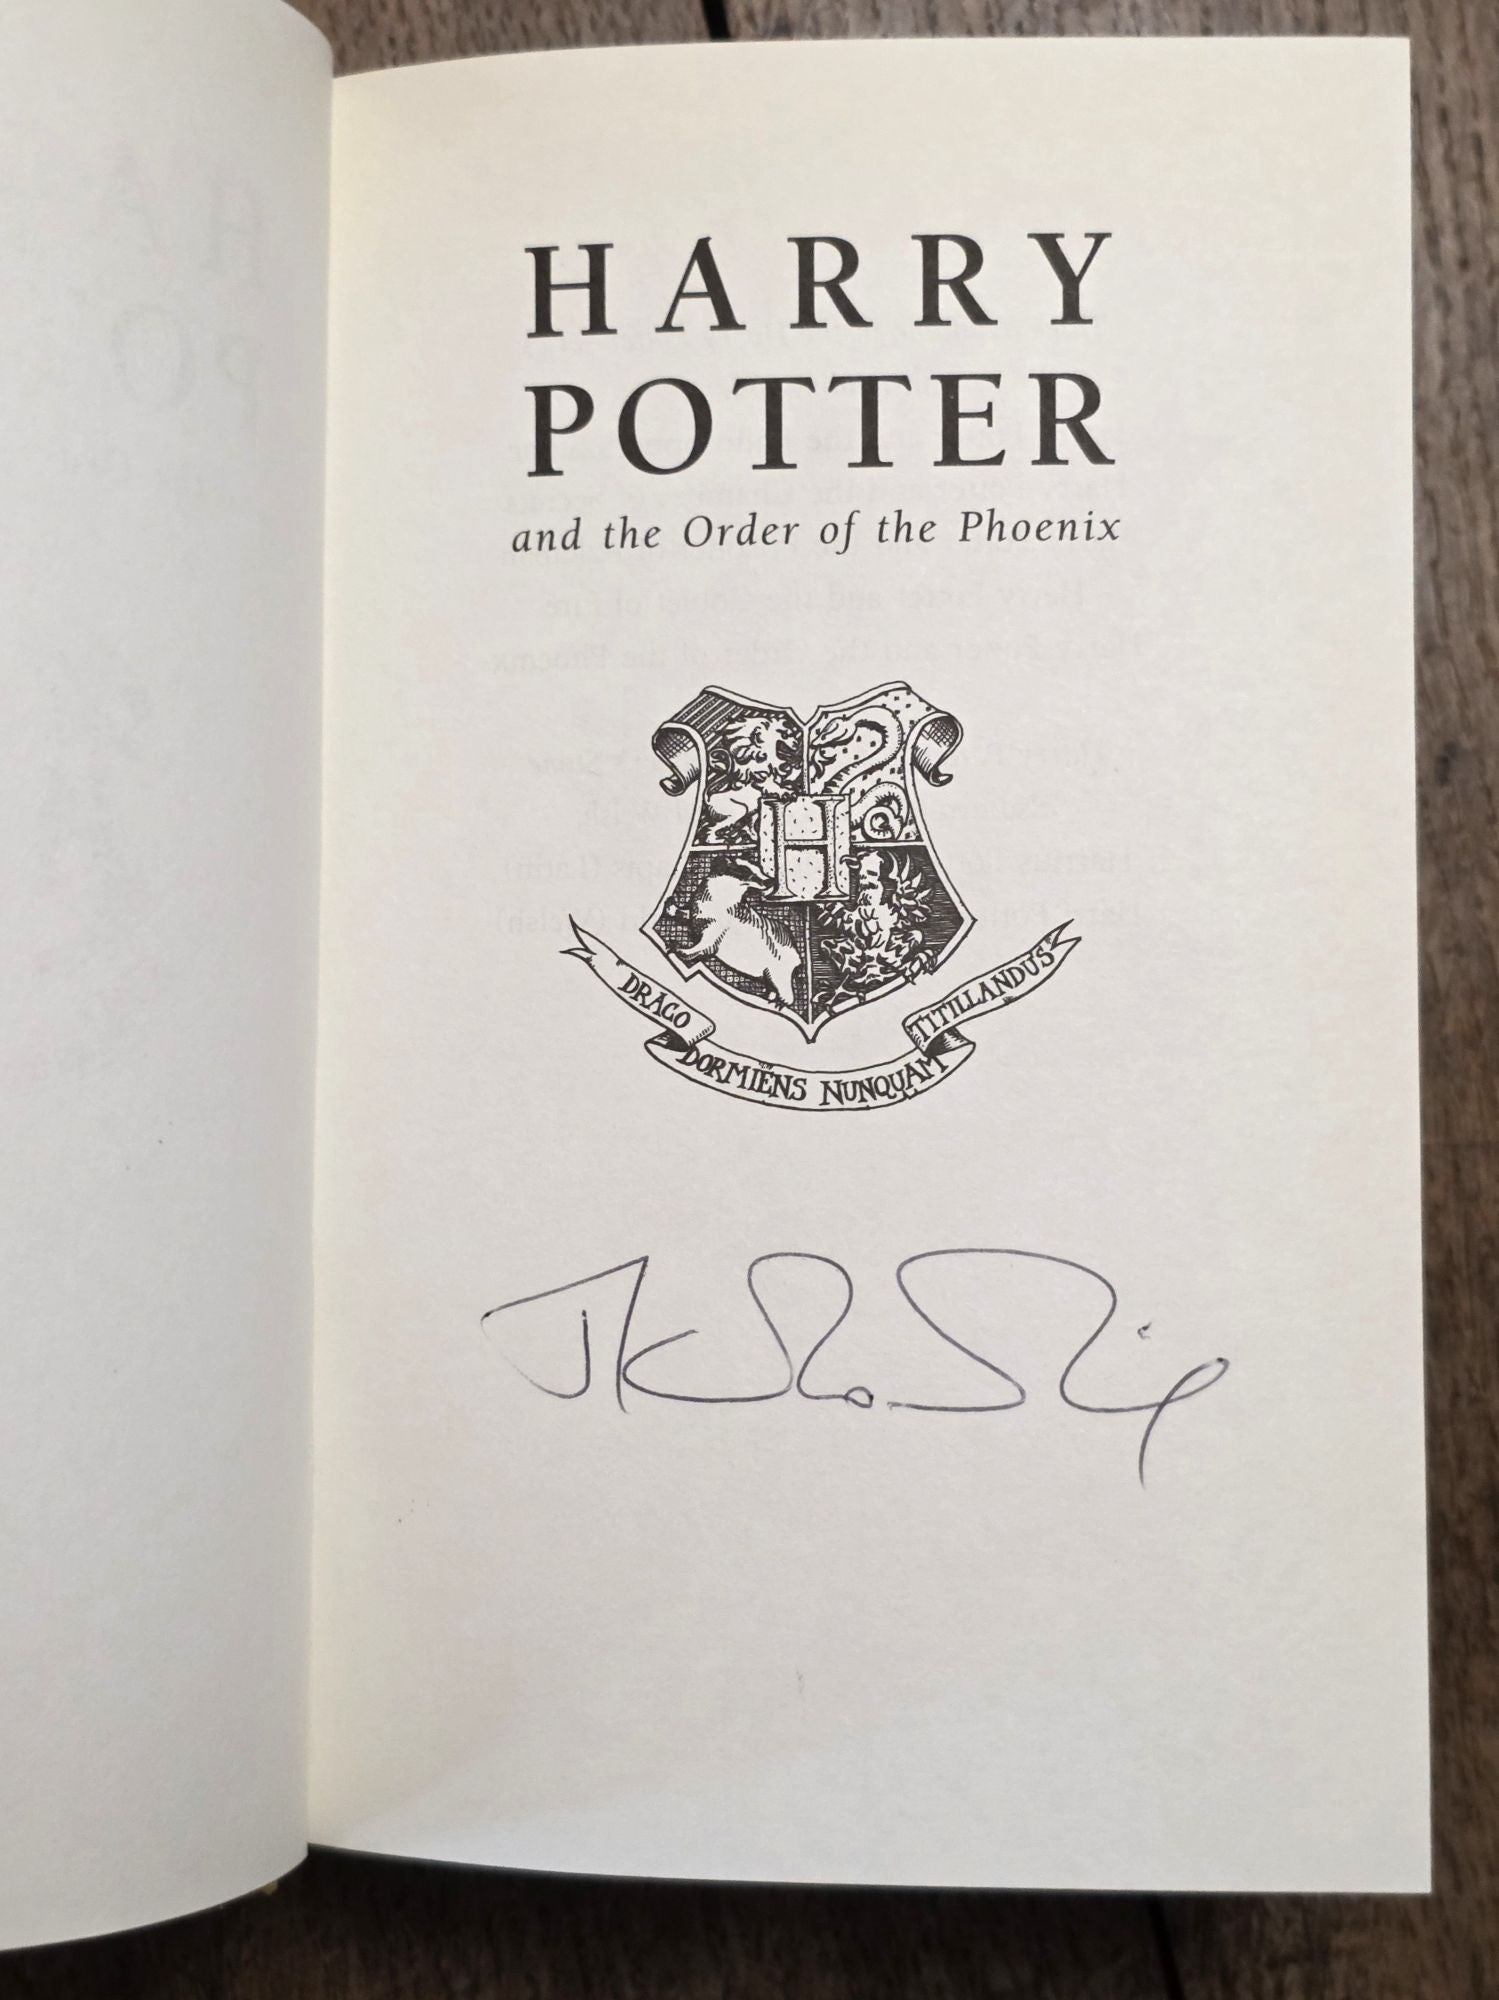 HARRY
POTTER
and the Order of the Phoenix
H
DRACO
DORMIENS NUNQUAM
TITILLANDUS